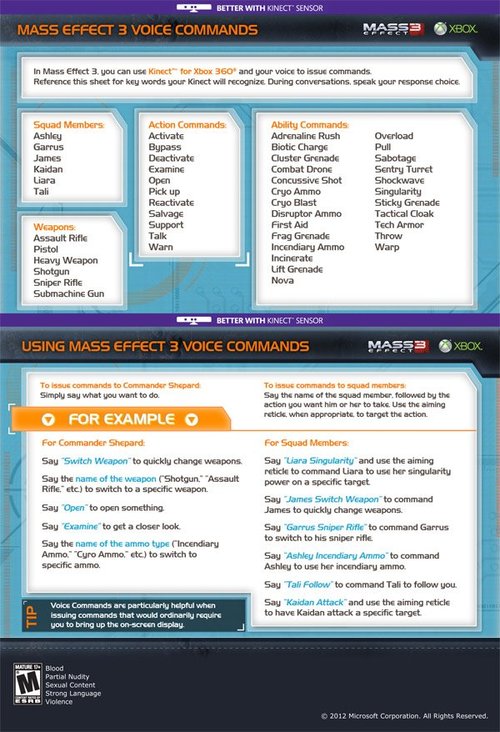 BETTER WITH KINECT™ SENSOR
MASS EFFECT 3 VOICE COMMANDS
MASS EFFECT 3
XBOX
In Mass Effect 3, you can use Kinect™ for Xbox 360® and your voice to issue commands.
Reference this sheet for key words your Kinect will recognize. During conversations, speak your response choice.
Squad Members:
Ashley
Garrus
James
Kaidan
Liara
Tali
Weapons:
Assault Rifle
Pistol
Heavy Weapon
Shotgun
Sniper Rifle
Submachine Gun
Action Commands:
Activate
Bypass
Deactivate
Examine
Open
Pick up
Reactivate
Salvage
Support
Talk
Warn
Ability Commands:
Adrenaline Rush
Biotic Charge
Cluster Grenade
Combat Drone
Concussive Shot
Cryo Ammo
Cryo Blast
Disruptor Ammo
First Aid
Frag Grenade
Incendiary Ammo
Incinerate
Lift Grenade
Nova
Overload
Pull
Sabotage
Sentry Turret
Shockwave
Singularity
Sticky Grenade
Tactical Cloak
Tech Armor
Throw
Warp
BETTER WITH KINECT™ SENSOR
USING MASS EFFECT 3 VOICE COMMANDS
MASS EFFECT 3
XBOX
To issue commands to Commander Shepard:
Simply say what you want to do.
To issue commands to squad members:
Say the name of the squad member, followed by the
action you want him or her to take. Use the aiming
reticle, when appropriate, to target the action.
FOR EXAMPLE
For Commander Shepard:
Say "Switch Weapon" to quickly change weapons.
Say the name of the weapon ("Shotgun," "Assault
Rifle," etc.) to switch to a specific weapon.
Say "Open" to open something.
Say "Examine" to get a closer look.
Say the name of the ammo type ("Incendiary
Ammo," "Cyro Ammo," etc.) to switch to
specific ammo.
TIP
Voice Commands are particularly helpful when
issuing commands that would ordinarily require
you to bring up the on-screen display.
For Squad Members:
Say "Liara Singularity" and use the aiming
reticle to command Liara to use her singularity
power on a specific target.
Say "James Switch Weapon" to command
James to quickly change weapons.
Say "Garrus Sniper Rifle" to command Garrus
to switch to his sniper rifle.
Say "Ashley Incendiary Ammo" to command
Ashley to use her incendiary ammo.
Say "Tali Follow" to command Tali to follow you.
Say "Kaidan Attack" and use the aiming reticle
to have Kaidan attack a specific target.
MATURE 17+
M
ESRB
Blood
Partial Nudity
Sexual Content
Strong Language
Violence
© 2012 Microsoft Corporation. All Rights Reserved.